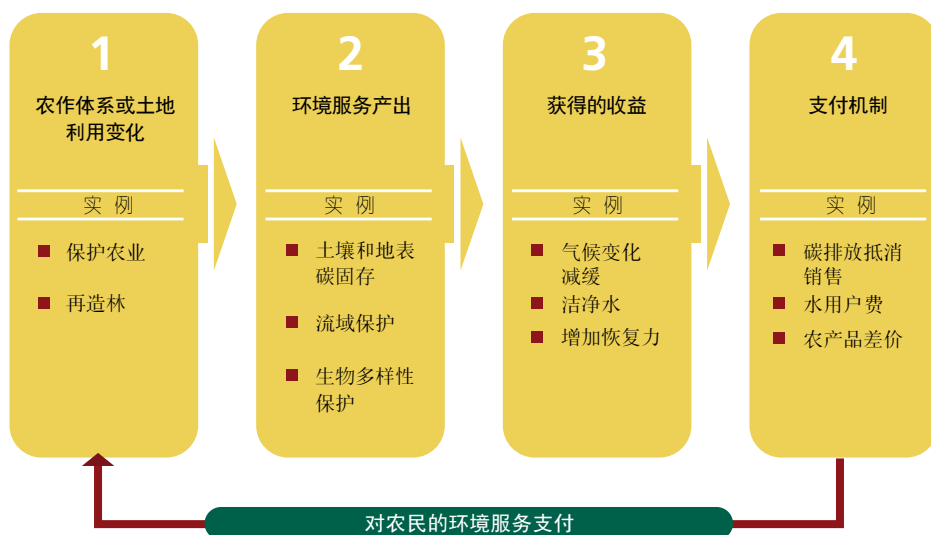 1
农作体系或土地
利用变化
实 例
保护农业
再造林
2
环境服务产出
实 例
土壤和地表
碳固存
流域保护
生物多样性
保护
3
获得的收益
实 例
气候变化
减缓
洁净水
增加恢复力
4
支付机制
实 例
碳排放抵消
销售
水用户费
农产品差价
对农民的环境服务支付